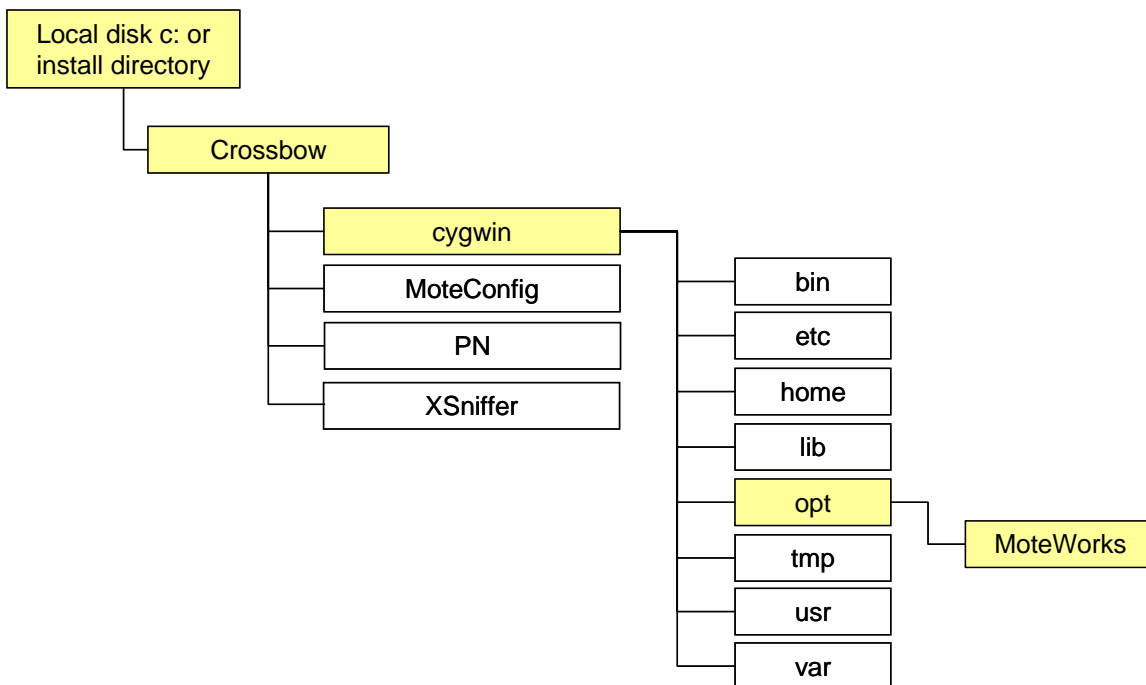 Local disk c: or
install directory
Crossbow
cygwin
MoteConfig
PN
XSniffer
bin
etc
home
lib
opt
tmp
usr
var
MoteWorks